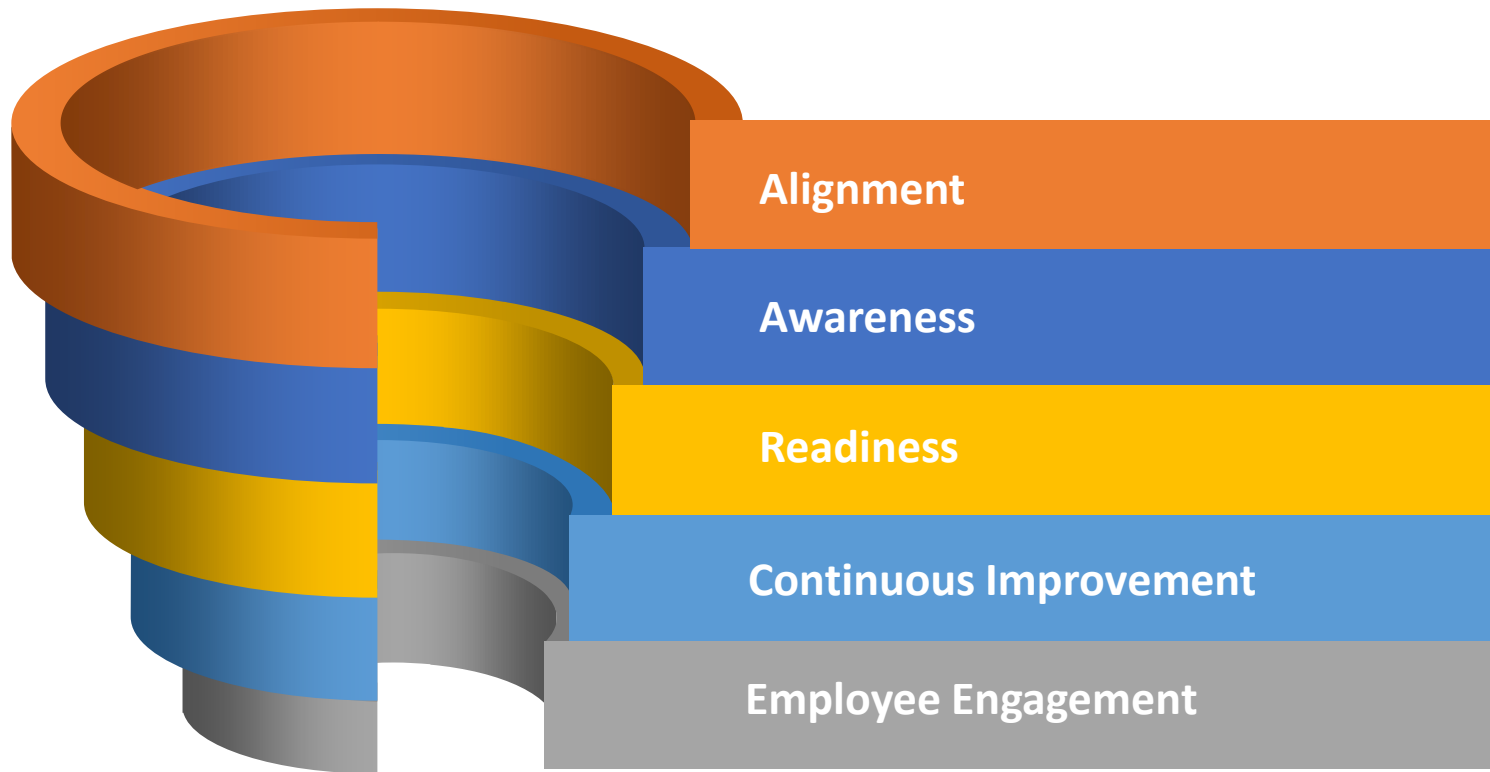 Alignment
Awareness
Readiness
Continuous Improvement
Employee Engagement